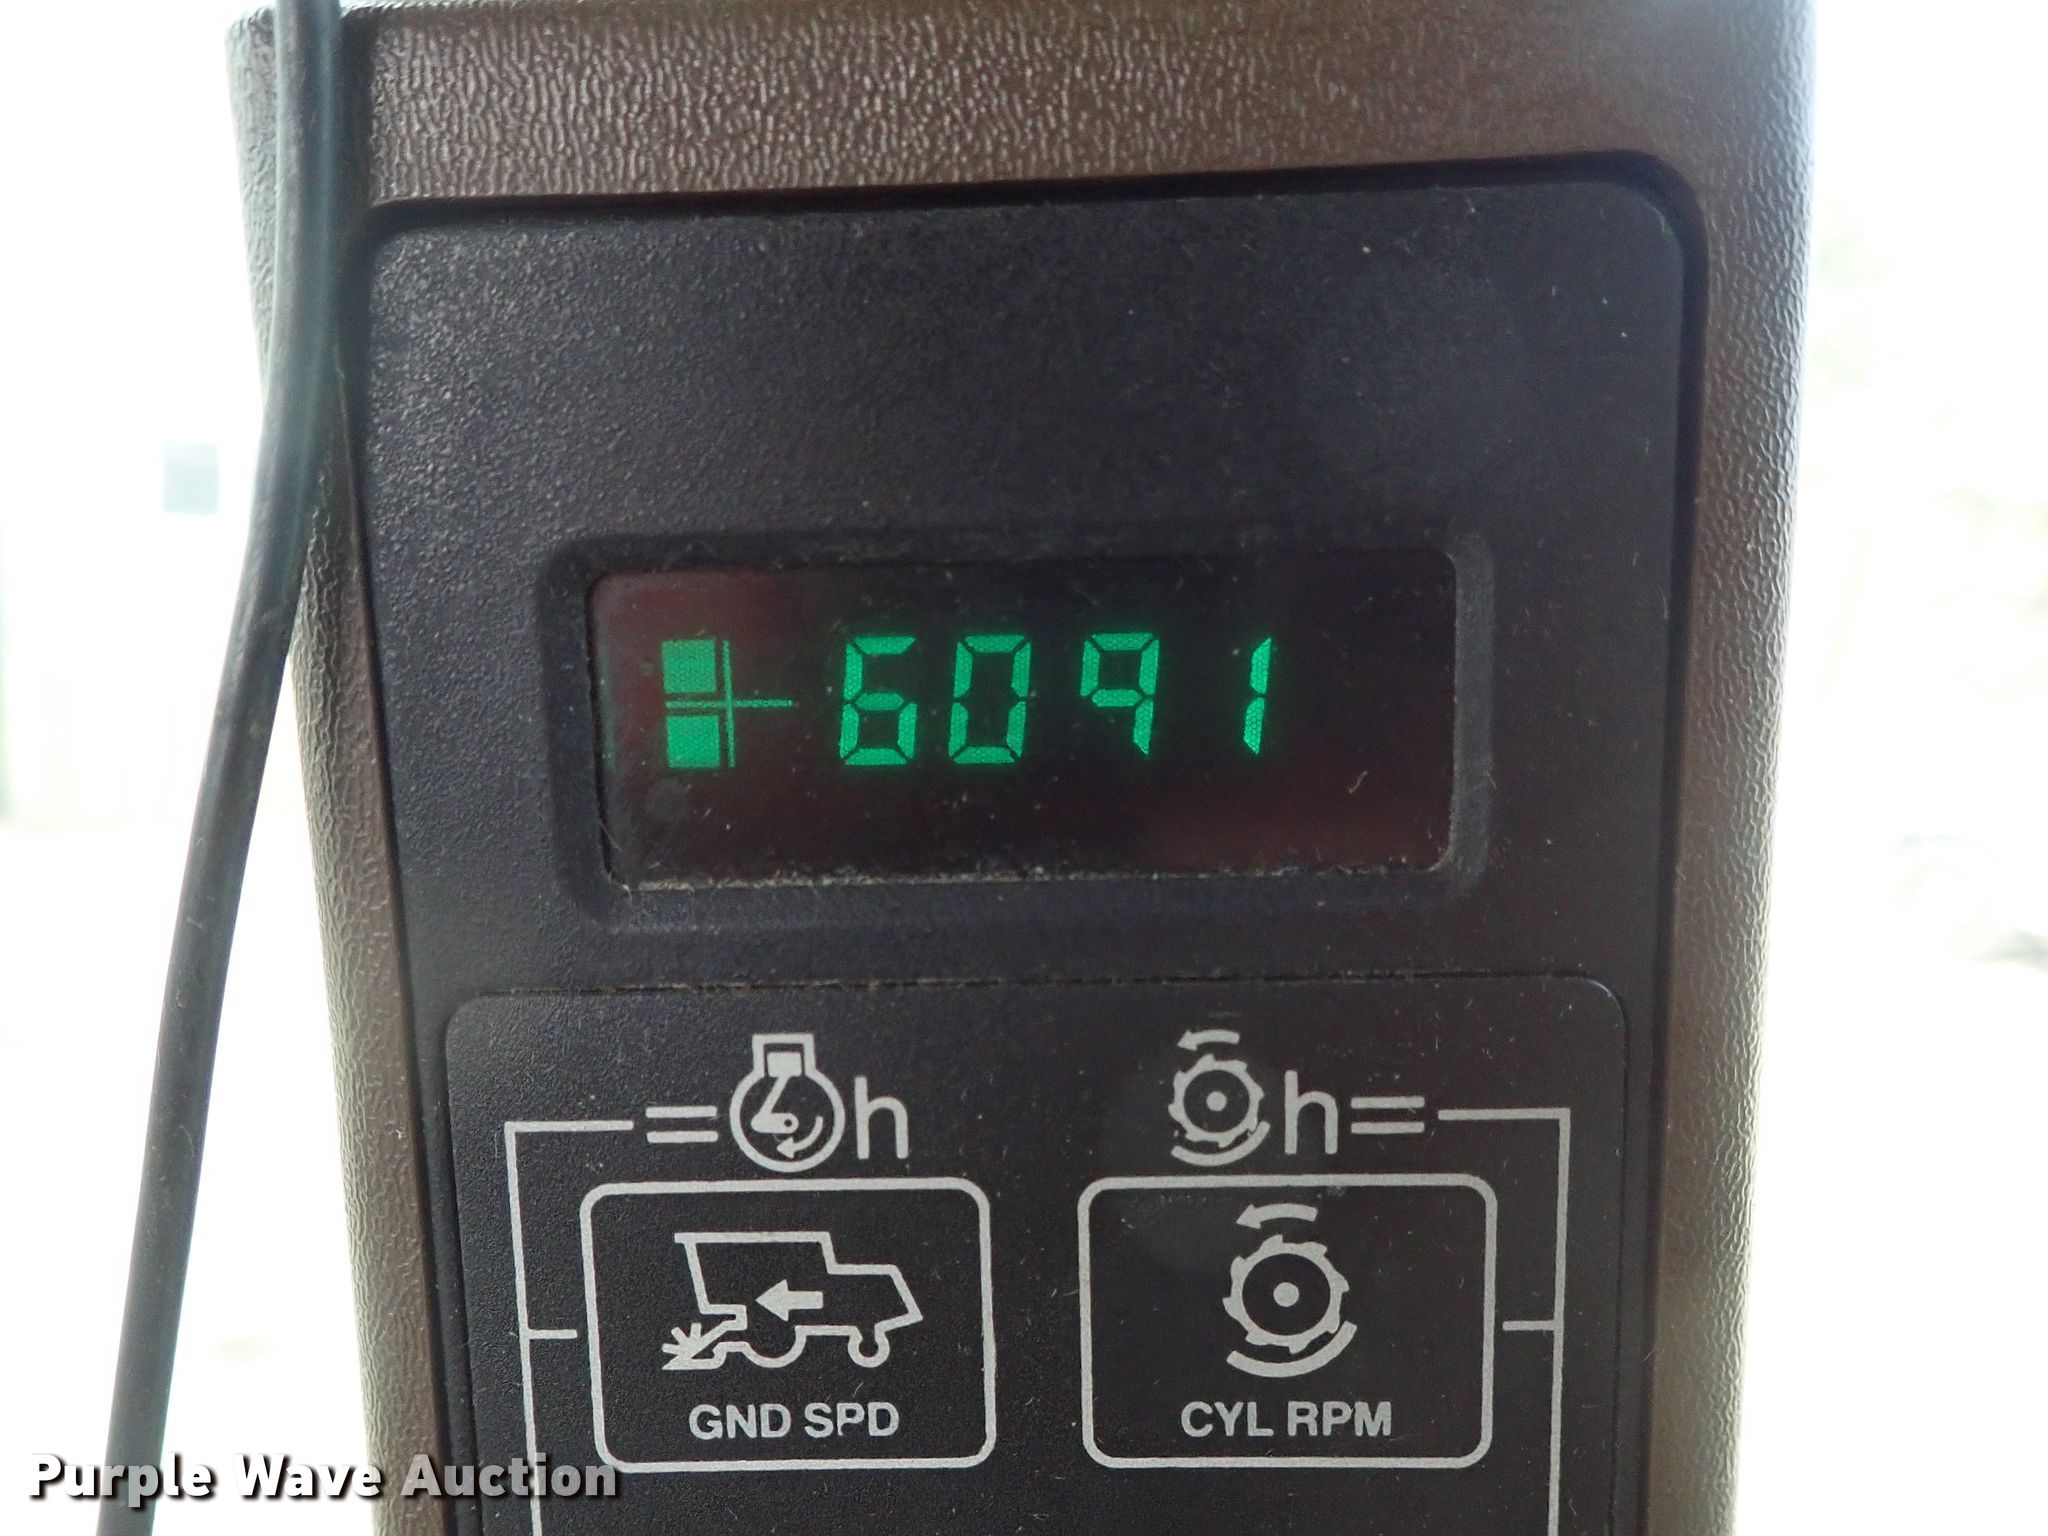 6091
=h h=
GND SPD CYL RPM
Purple Wave Auction